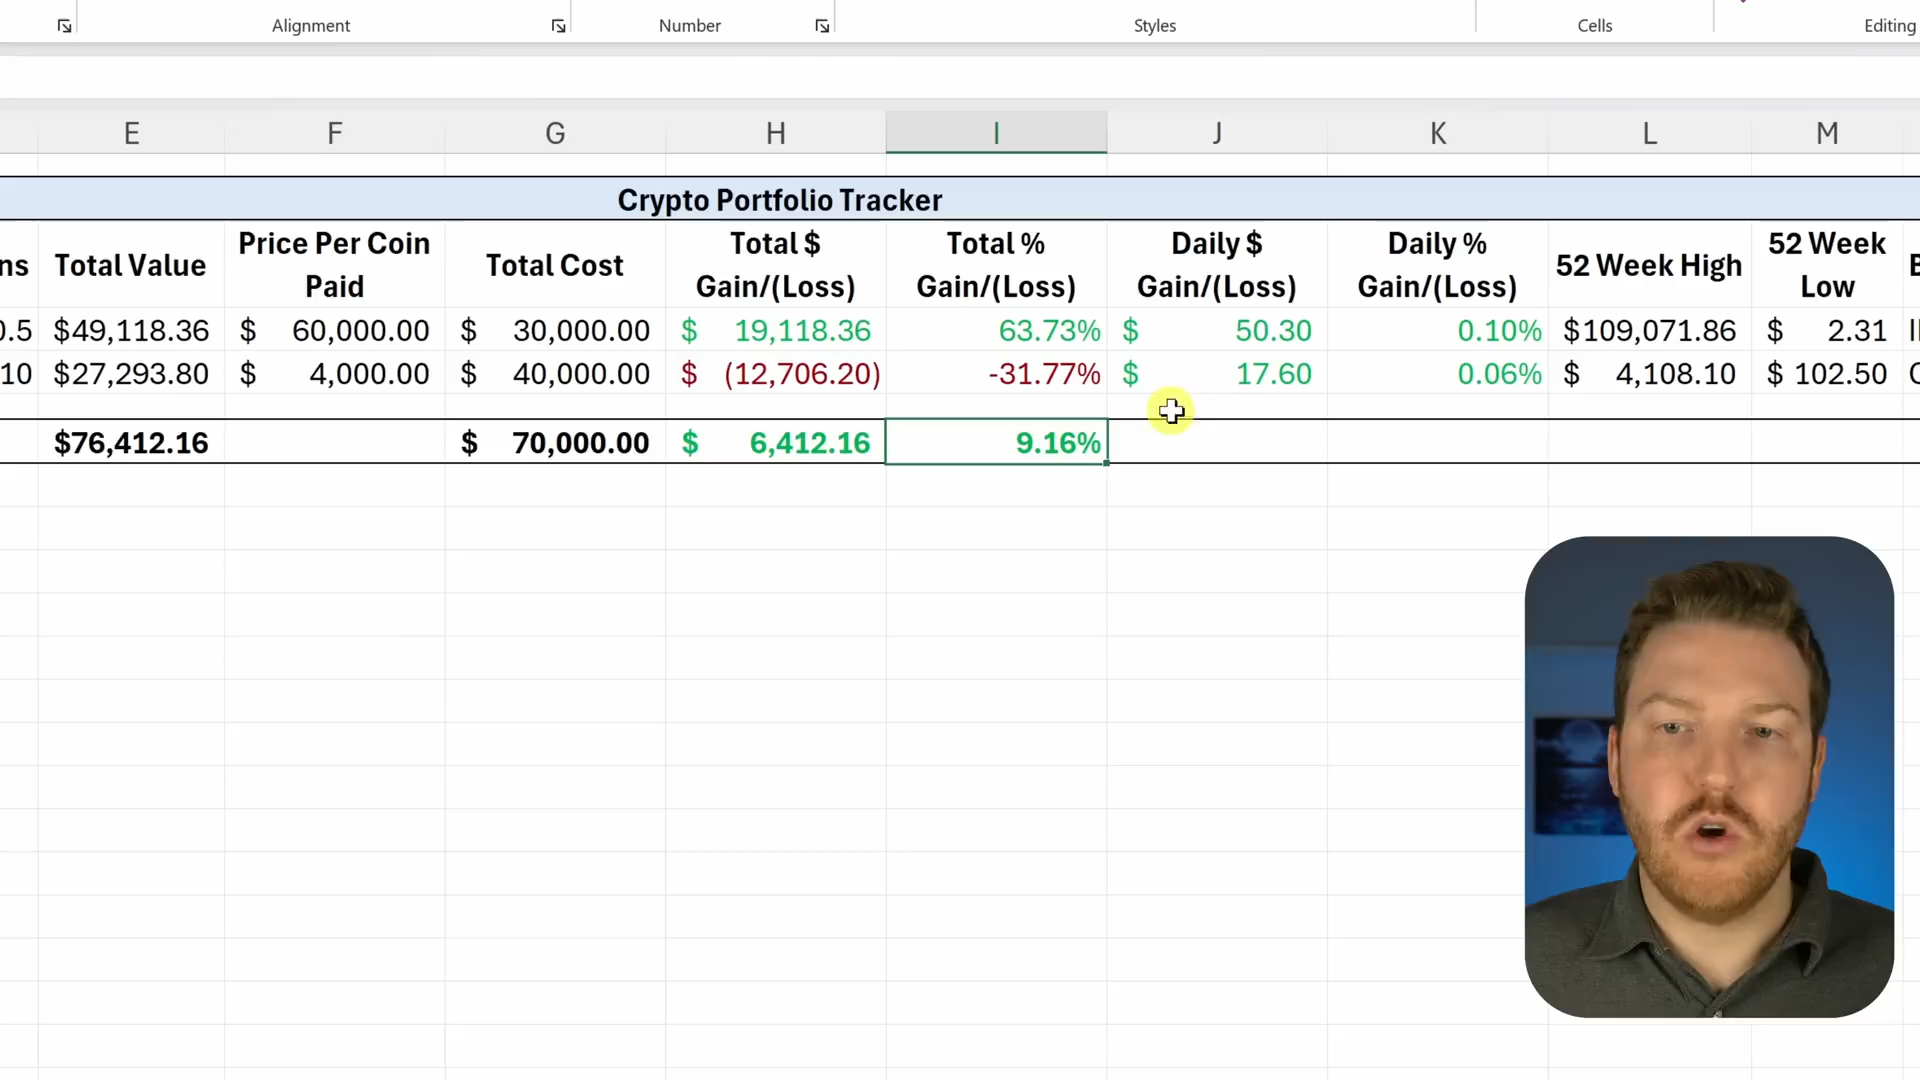 Alignment Number Styles Cells Editing
E F G H I J K L M
Crypto Portfolio Tracker
ns Total Value Price Per Coin Paid Total Cost Total $ Gain/(Loss) Total % Gain/(Loss) Daily $ Gain/(Loss) Daily % Gain/(Loss) 52 Week High 52 Week Low
0.5 $49,118.36 $ 60,000.00 $ 30,000.00 $ 19,118.36 63.73% $ 50.30 0.10% $109,071.86 $ 2.31
10 $27,293.80 $ 4,000.00 $ 40,000.00 $ (12,706.20) -31.77% $ 17.60 0.06% $ 4,108.10 $ 102.50
$76,412.16 $ 70,000.00 $ 6,412.16 9.16%